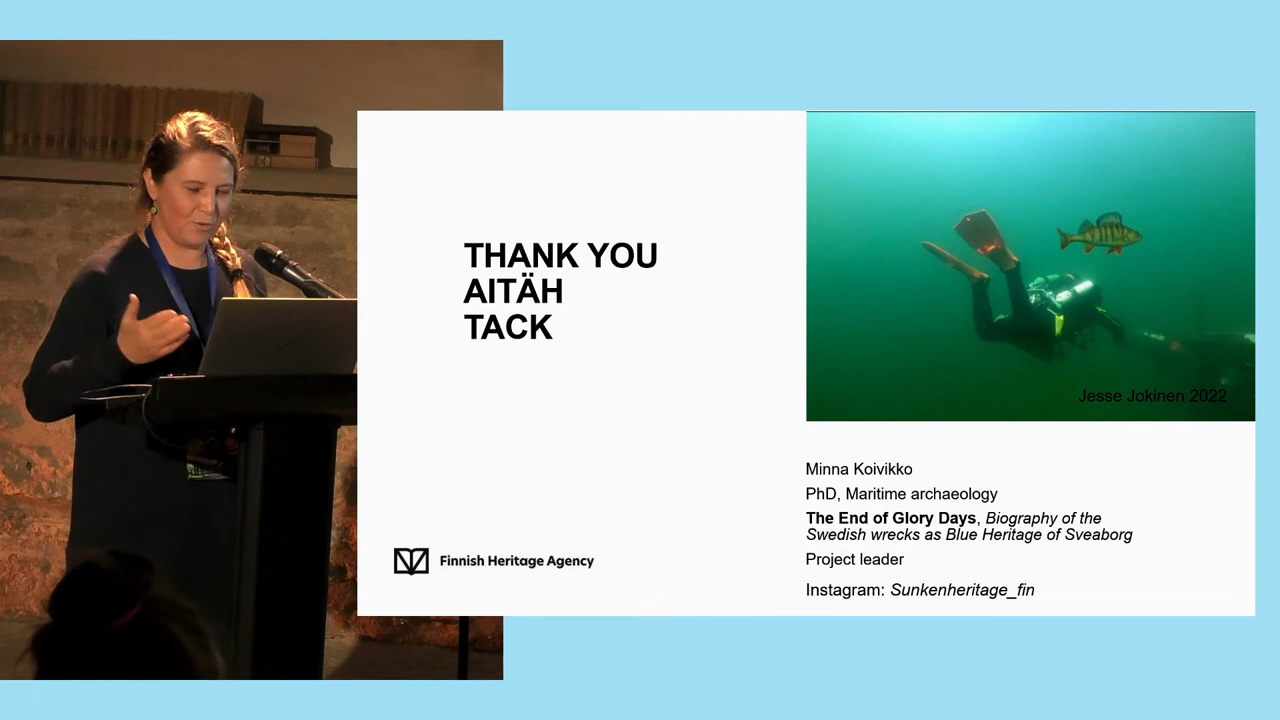 THANK YOU
AITÄH
TACK
Finnish Heritage Agency
Jesse Jokinen 2022
Minna Koivikko
PhD, Maritime archaeology
The End of Glory Days, Biography of the
Swedish wrecks as Blue Heritage of Sveaborg
Project leader
Instagram: Sunkenheritage_fin